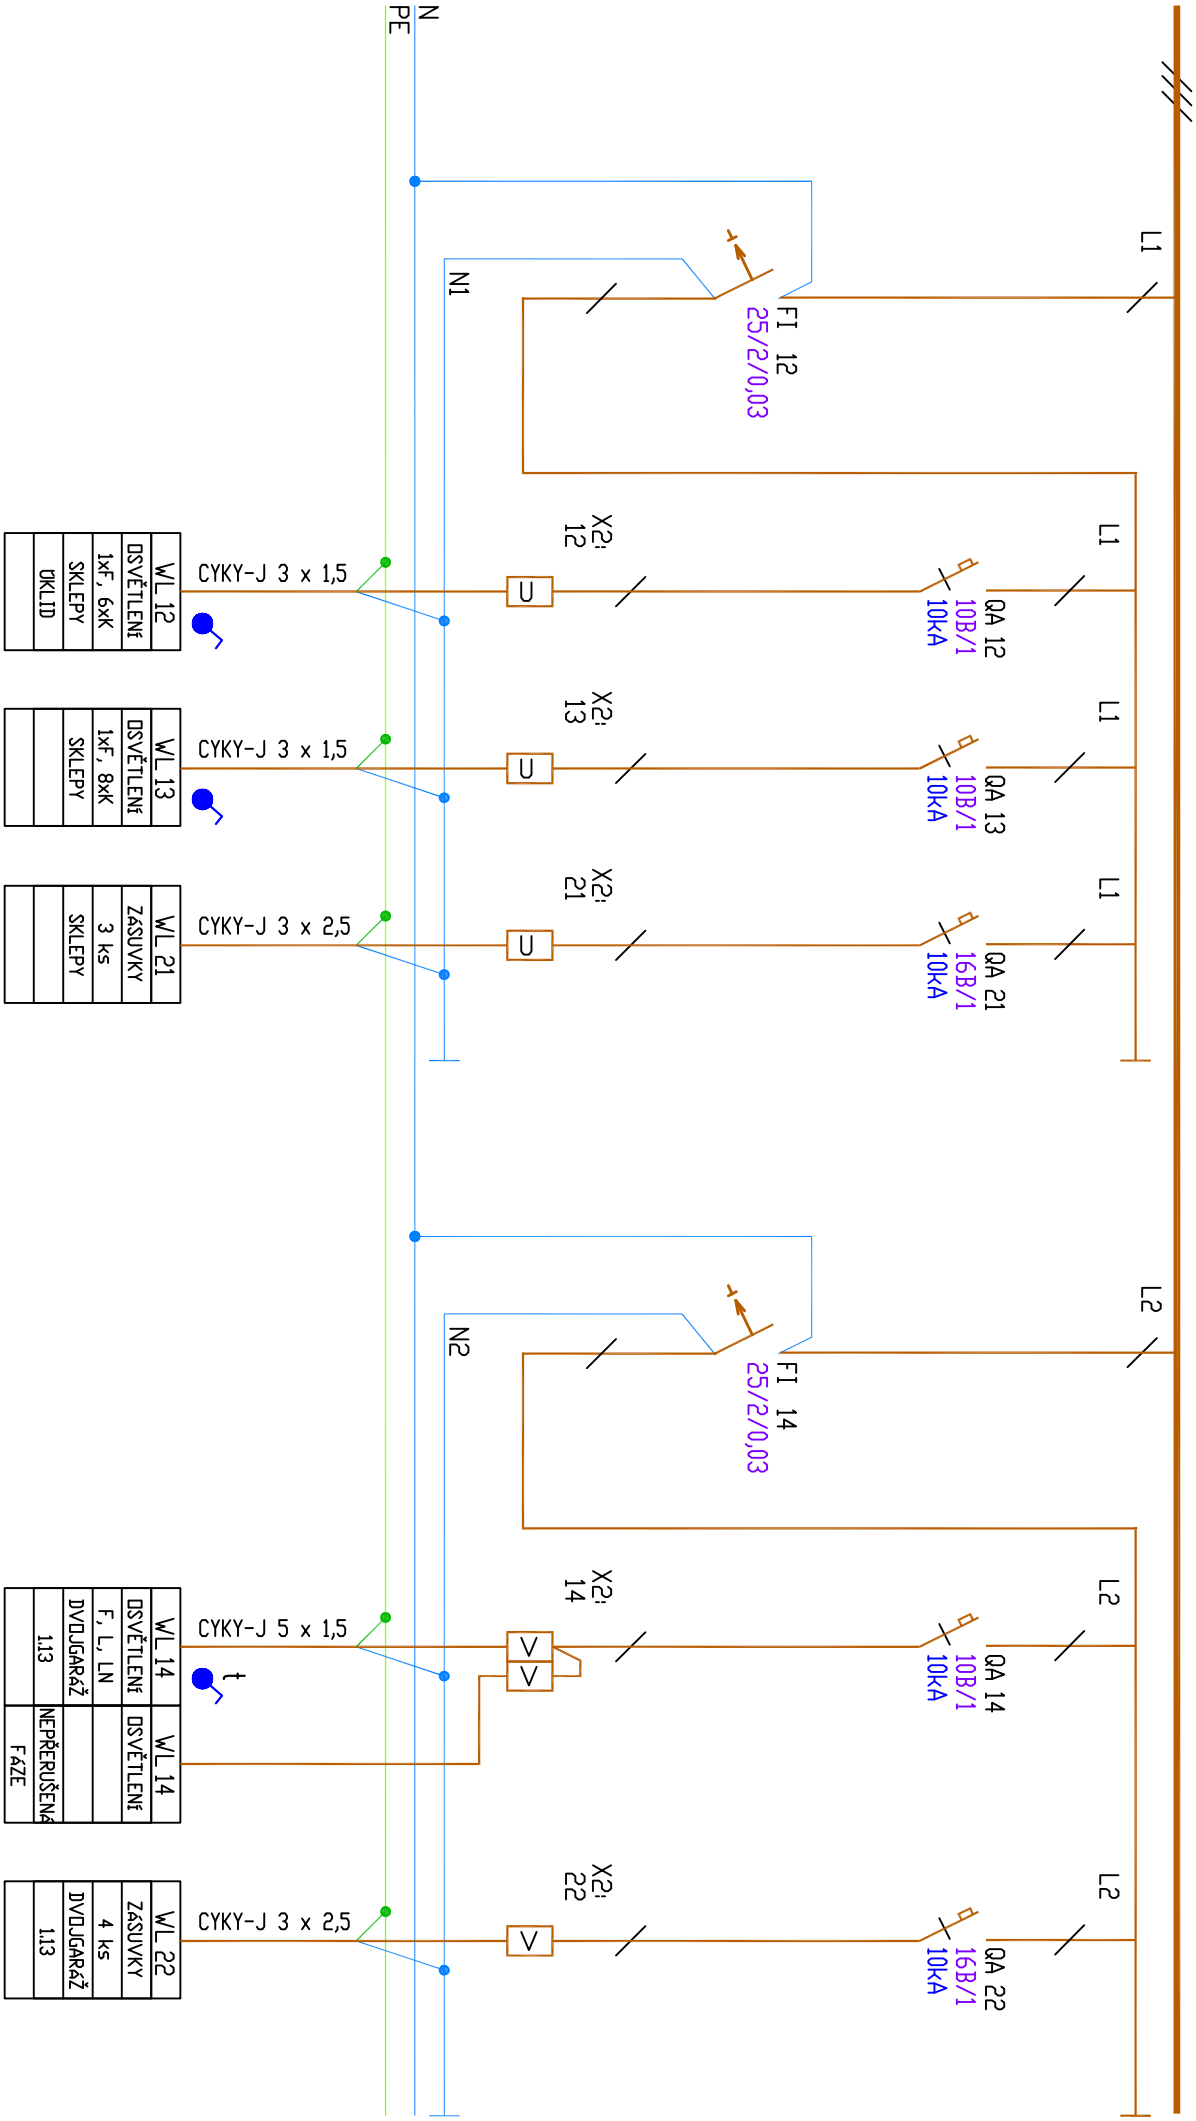 L1
FI 12
25/2/0,03
N
PE
N1
L1
QA 12
10B/1
10kA
X2:
12
U
CYKY-J 3 x 1,5
WL 12
OSVĚTLENÍ
1xF, 6xK
SKLEPY
ÚKLID
L1
QA 13
10B/1
10kA
X2:
13
U
CYKY-J 3 x 1,5
WL 13
OSVĚTLENÍ
1xF, 8xK
SKLEPY
L1
QA 21
16B/1
10kA
X2:
21
U
CYKY-J 3 x 2,5
WL 21
ZÁSUVKY
3 ks
SKLEPY
L2
FI 14
25/2/0,03
N2
L2
QA 14
10B/1
10kA
X2:
14
V
V
CYKY-J 5 x 1,5
t
WL 14
OSVĚTLENÍ
F, L, LN
DVOJGARÁŽ
1.13
WL 14
OSVĚTLENÍ
NEPŘERUŠENÁ
FÁZE
L2
QA 22
16B/1
10kA
X2:
22
V
CYKY-J 3 x 2,5
WL 22
ZÁSUVKY
4 ks
DVOJGARÁŽ
1.13